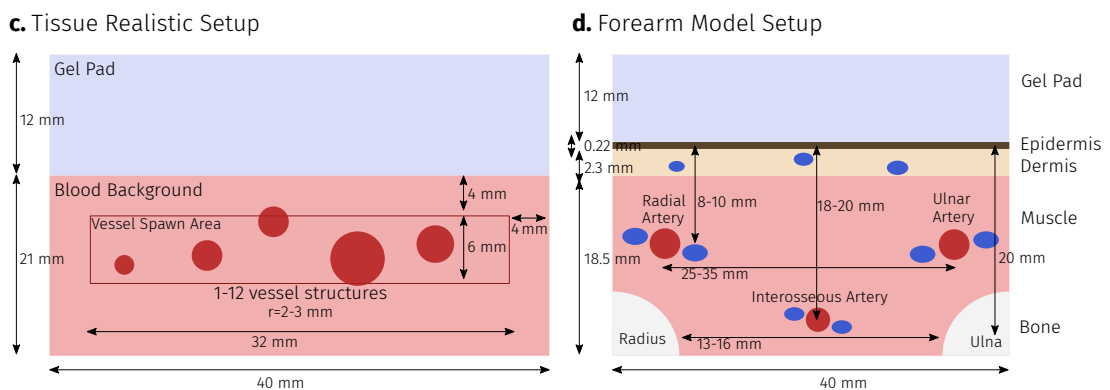 c. Tissue Realistic Setup
Gel Pad
12 mm
Blood Background
4 mm
Vessel Spawn Area
4 mm
6 mm
21 mm
1-12 vessel structures
r=2-3 mm
32 mm
40 mm
d. Forearm Model Setup
Gel Pad
12 mm
0.22 mm
Epidermis
2.3 mm
Dermis
Radial
Artery
8-10 mm
18-20 mm
Ulnar
Artery
Muscle
18.5 mm
20 mm
25-35 mm
Interosseous Artery
Bone
Radius
13-16 mm
Ulna
40 mm